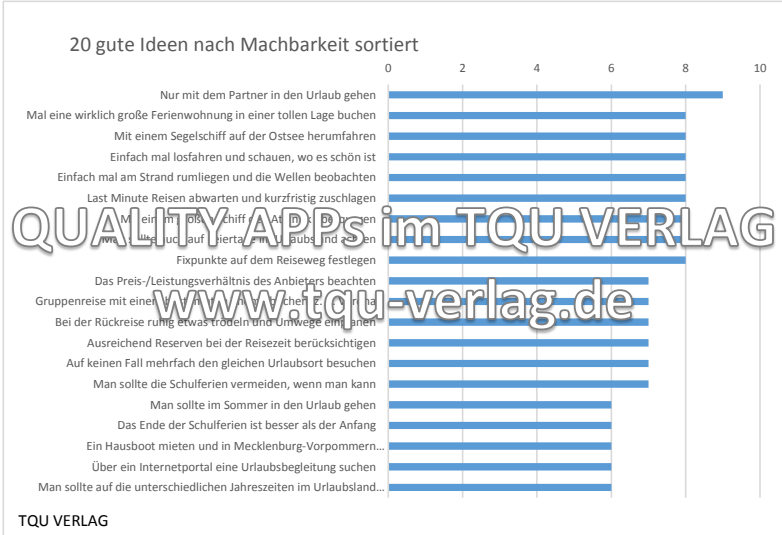 20 gute Ideen nach Machbarkeit sortiert
0 2 4 6 8 10
Nur mit dem Partner in den Urlaub gehen
Mal eine wirklich große Ferienwohnung in einer tollen Lage buchen
Mit einem Segelschiff auf der Ostsee herumfahren
Einfach mal losfahren und schauen, wo es schön ist
Einfach mal am Strand rumliegen und die Wellen beobachten
Last Minute Reisen abwarten und kurzfristig zuschlagen
QUALITY APPs im TQU VERLAG
Fixpunkte auf dem Reiseweg festlegen
Das Preis-/Leistungsverhältnis des Anbieters beachten
Gruppenreise mit
www.tqu-verlag.de
Bei der Rückreise ruhig etwas trödeln und Umwege einplanen
Ausreichend Reserven bei der Reisezeit berücksichtigen
Auf keinen Fall mehrfach den gleichen Urlaubsort besuchen
Man sollte die Schulferien vermeiden, wenn man kann
Man sollte im Sommer in den Urlaub gehen
Das Ende der Schulferien ist besser als der Anfang
Ein Hausboot mieten und in Mecklenburg-Vorpommern…
Über ein Internetportal eine Urlaubsbegleitung suchen
Man sollte auf die unterschiedlichen Jahreszeiten im Urlaubsland…
TQU VERLAG